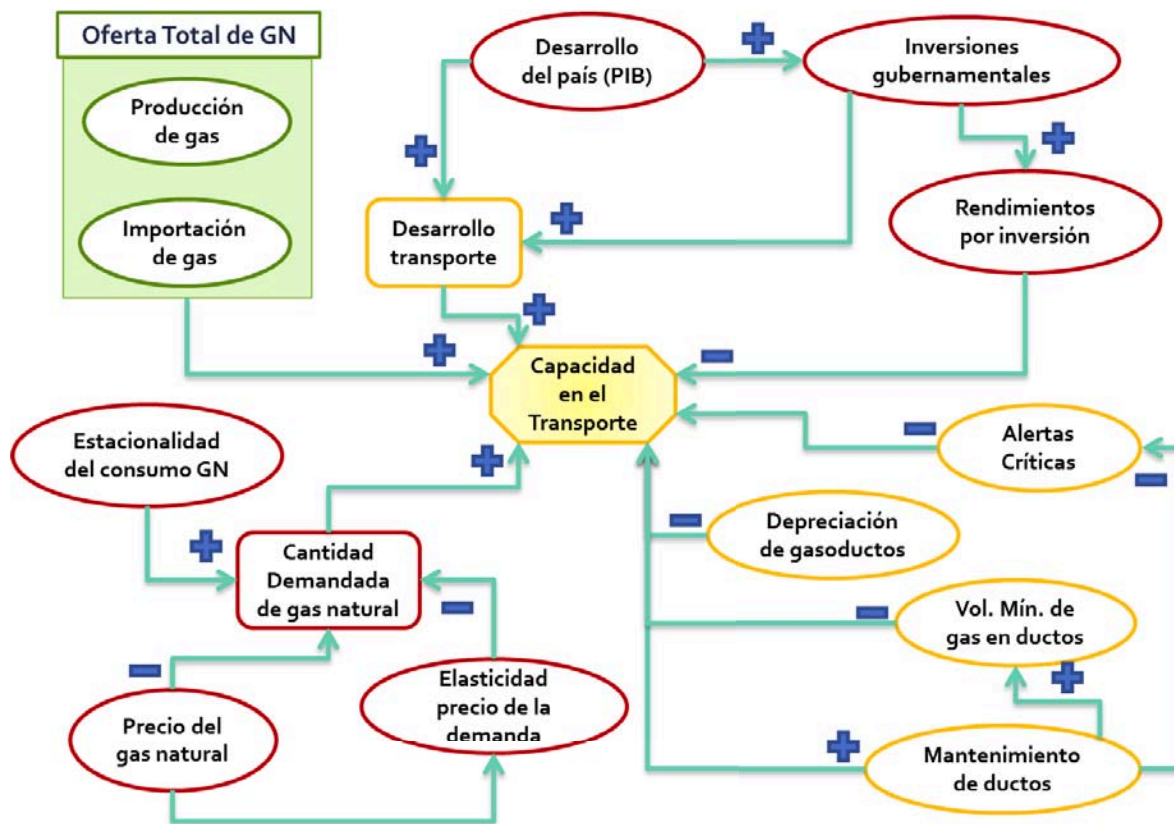 Oferta Total de GN
Producción
de gas
Importación
de gas
Desarrollo
del país (PIB)
Inversiones
gubernamentales
Desarrollo
transporte
Rendimientos
por inversión
Capacidad
en el
Transporte
Estacionalidad
del consumo GN
Alertas
Críticas
Cantidad
Demandada
de gas natural
Depreciación
de gasoductos
Vol. Mín. de
gas en ductos
Precio del
gas natural
Elasticidad
precio de la
demanda
Mantenimiento
de ductos